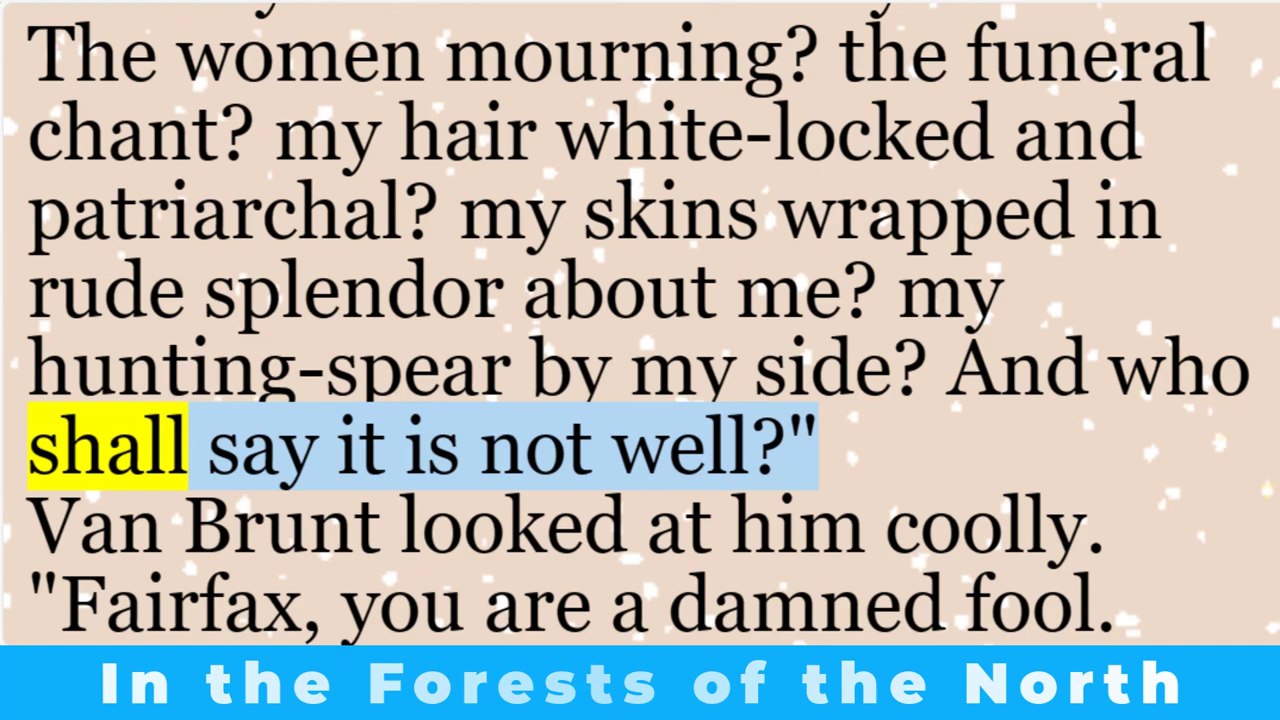 The women mourning? the funeral
chant? my hair white-locked and
patriarchal? my skins wrapped in
rude splendor about me? my
hunting-spear by my side? And who
shall say it is not well?"
Van Brunt looked at him coolly.
"Fairfax, you are a damned fool.
In the Forests of the North